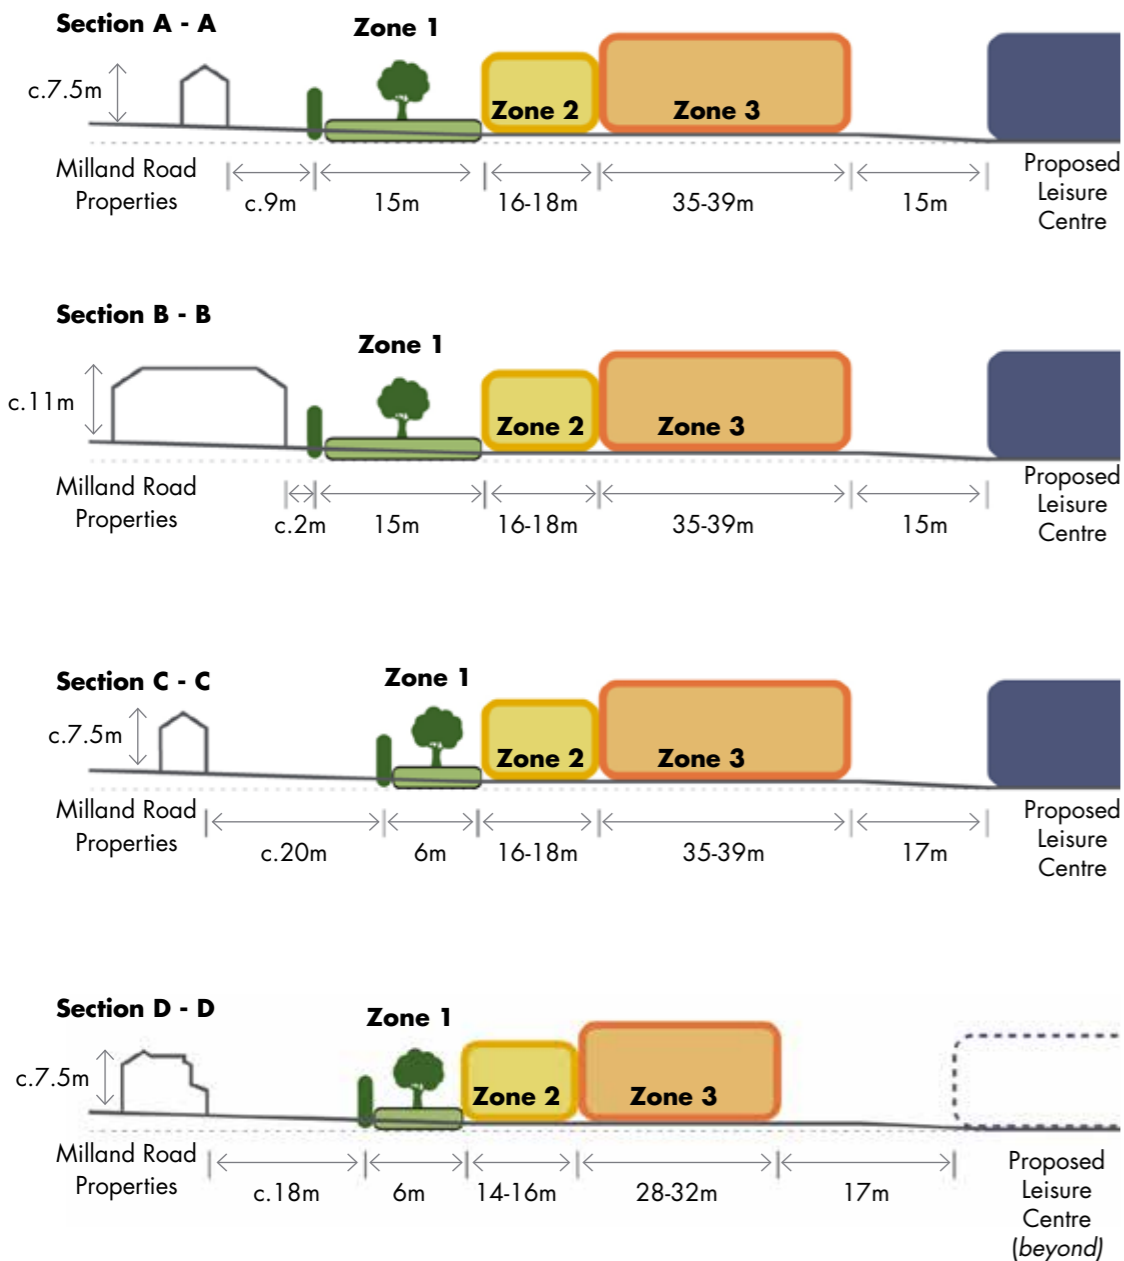 Section A - A
Zone 1
c.7.5m
Zone 2
Zone 3
Milland Road
Properties
c.9m
15m
16-18m
35-39m
15m
Proposed
Leisure
Centre
Section B - B
Zone 1
c.11m
Zone 2
Zone 3
Milland Road
Properties
c.2m
15m
16-18m
35-39m
15m
Proposed
Leisure
Centre
Section C - C
Zone 1
c.7.5m
Zone 2
Zone 3
Milland Road
Properties
c.20m
6m
16-18m
35-39m
17m
Proposed
Leisure
Centre
Section D - D
Zone 1
c.7.5m
Zone 2
Zone 3
Milland Road
Properties
c.18m
6m
14-16m
28-32m
17m
Proposed
Leisure
Centre
(beyond)